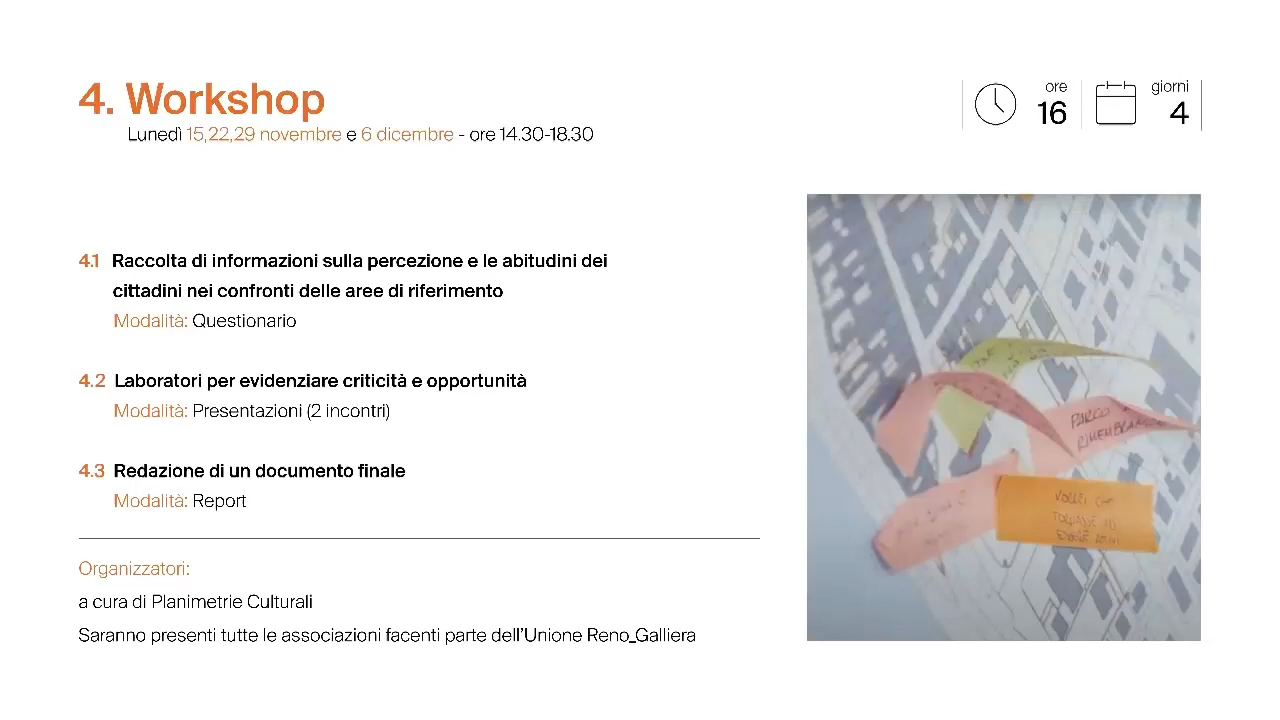 4. Workshop
Lunedì 15,22,29 novembre e 6 dicembre - ore 14.30-18.30
ore
16
giorni
4
4.1 Raccolta di informazioni sulla percezione e le abitudini dei
cittadini nei confronti delle aree di riferimento
Modalità: Questionario
4.2 Laboratori per evidenziare criticità e opportunità
Modalità: Presentazioni (2 incontri)
4.3 Redazione di un documento finale
Modalità: Report
Organizzatori:
a cura di Planimetrie Culturali
Saranno presenti tutte le associazioni facenti parte dell'Unione Reno_Galliera
PARCO
VORREI CHE